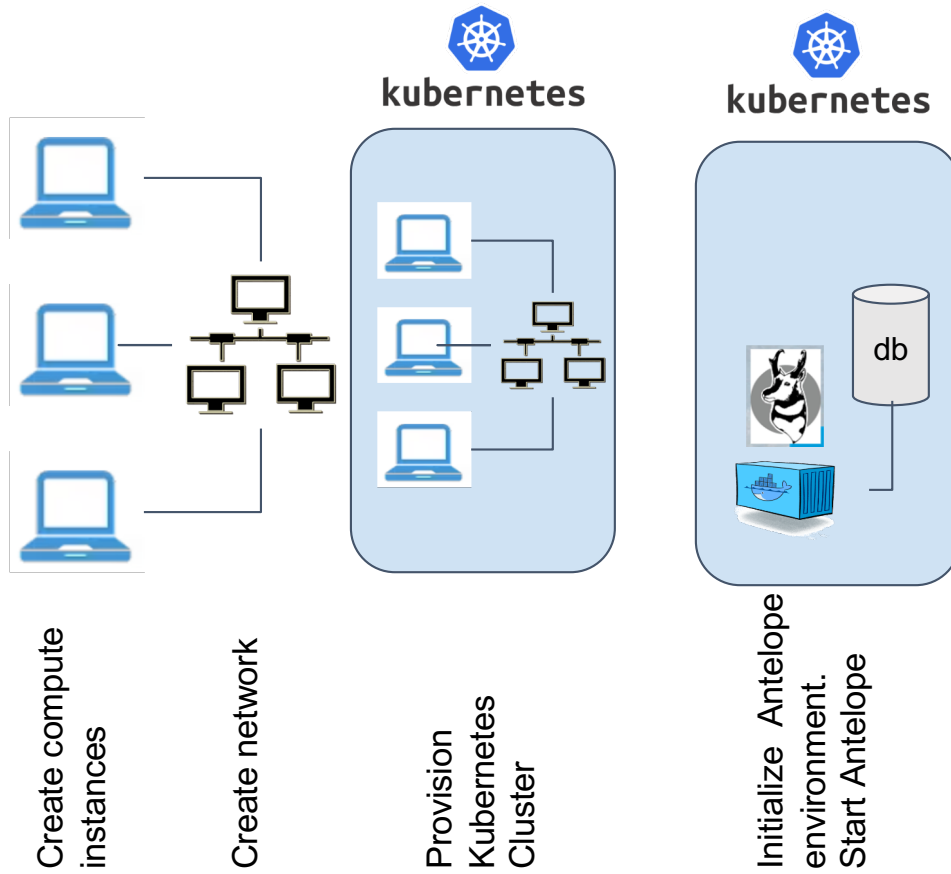 kubernetes
kubernetes
db
Create compute
instances
Create network
Provision
Kubernetes
Cluster
Initialize Antelope
environment.
Start Antelope